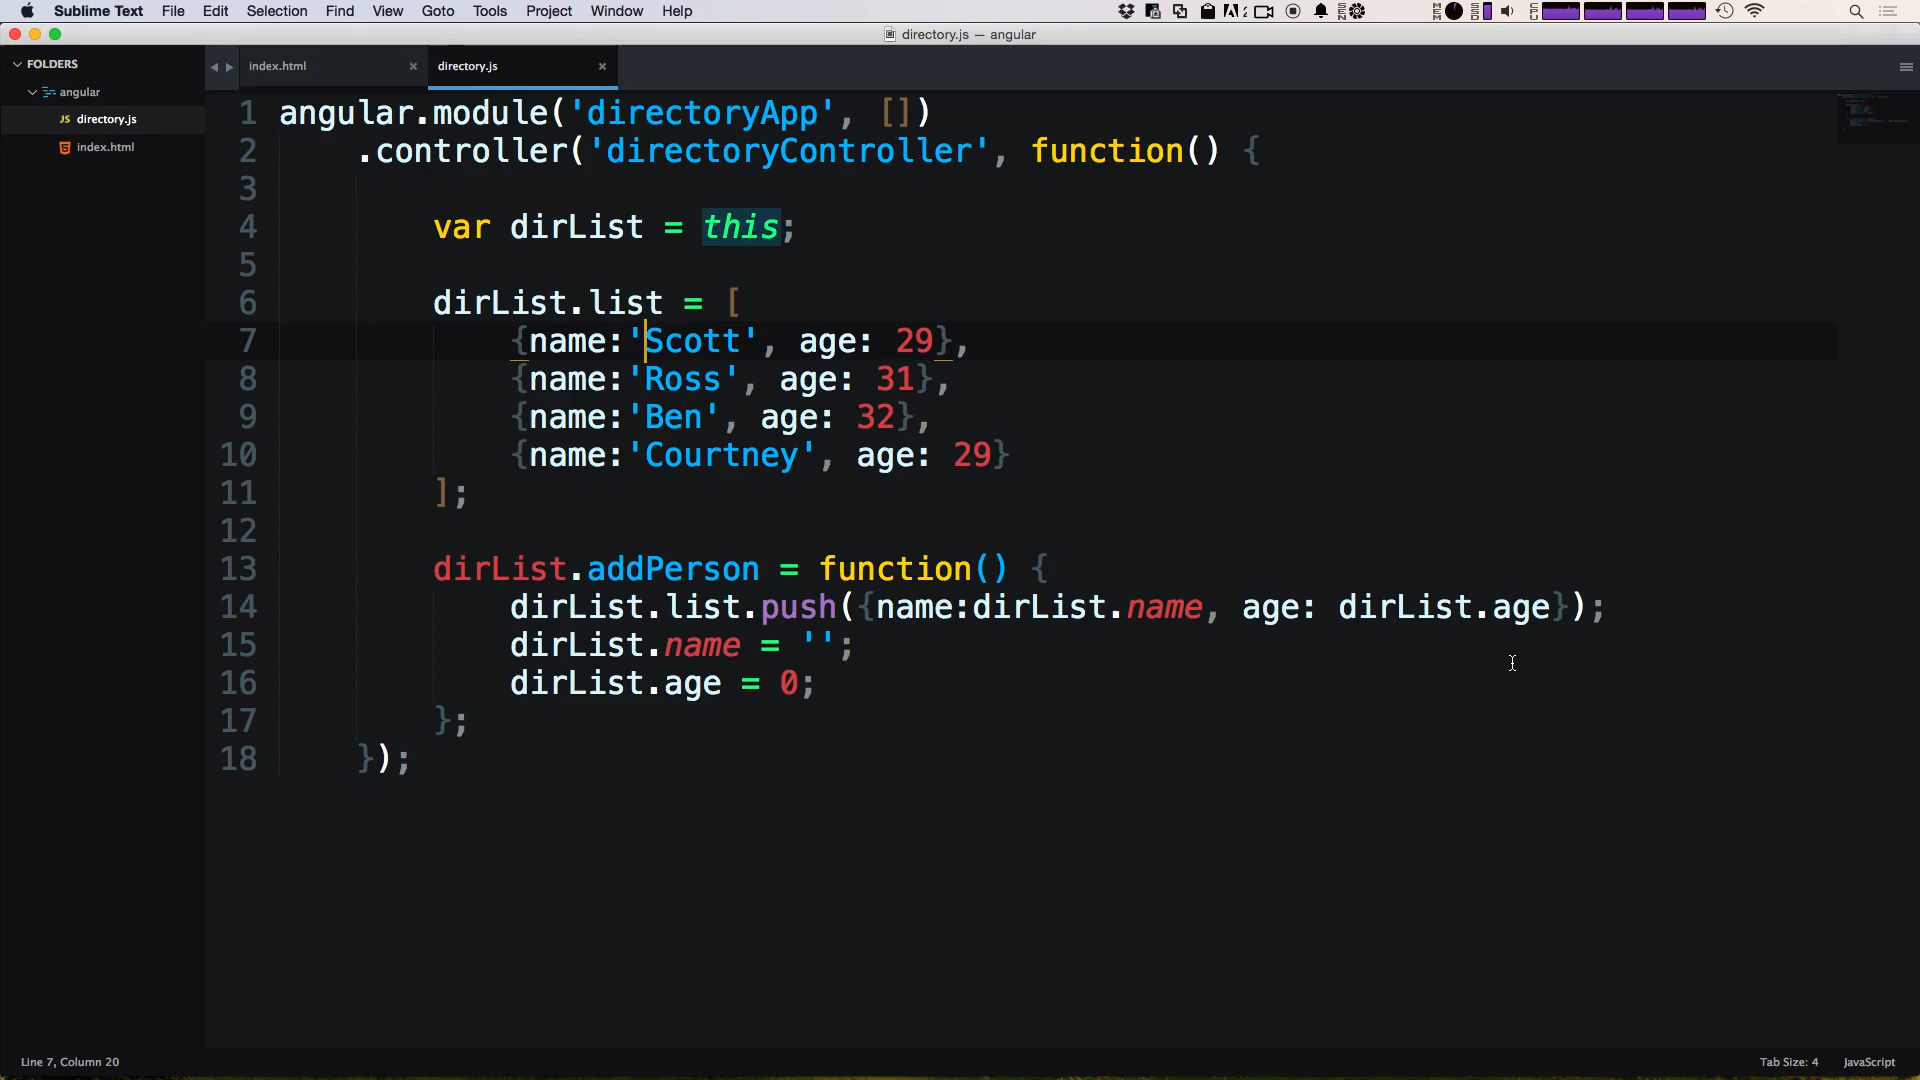 Sublime Text File Edit Selection Find View Goto Tools Project Window Help
directory.js — angular
FOLDERS
angular
JS directory.js
index.html
index.html × directory.js ×
1 angular.module('directoryApp', [])
2 .controller('directoryController', function() {
3
4 var dirList = this;
5
6 dirList.list = [
7 {name:'Scott', age: 29},
8 {name:'Ross', age: 31},
9 {name:'Ben', age: 32},
10 {name:'Courtney', age: 29}
11 ];
12
13 dirList.addPerson = function() {
14 dirList.list.push({name:dirList.name, age: dirList.age});
15 dirList.name = '';
16 dirList.age = 0;
17 };
18 });
Line 7, Column 20 Tab Size: 4 JavaScript